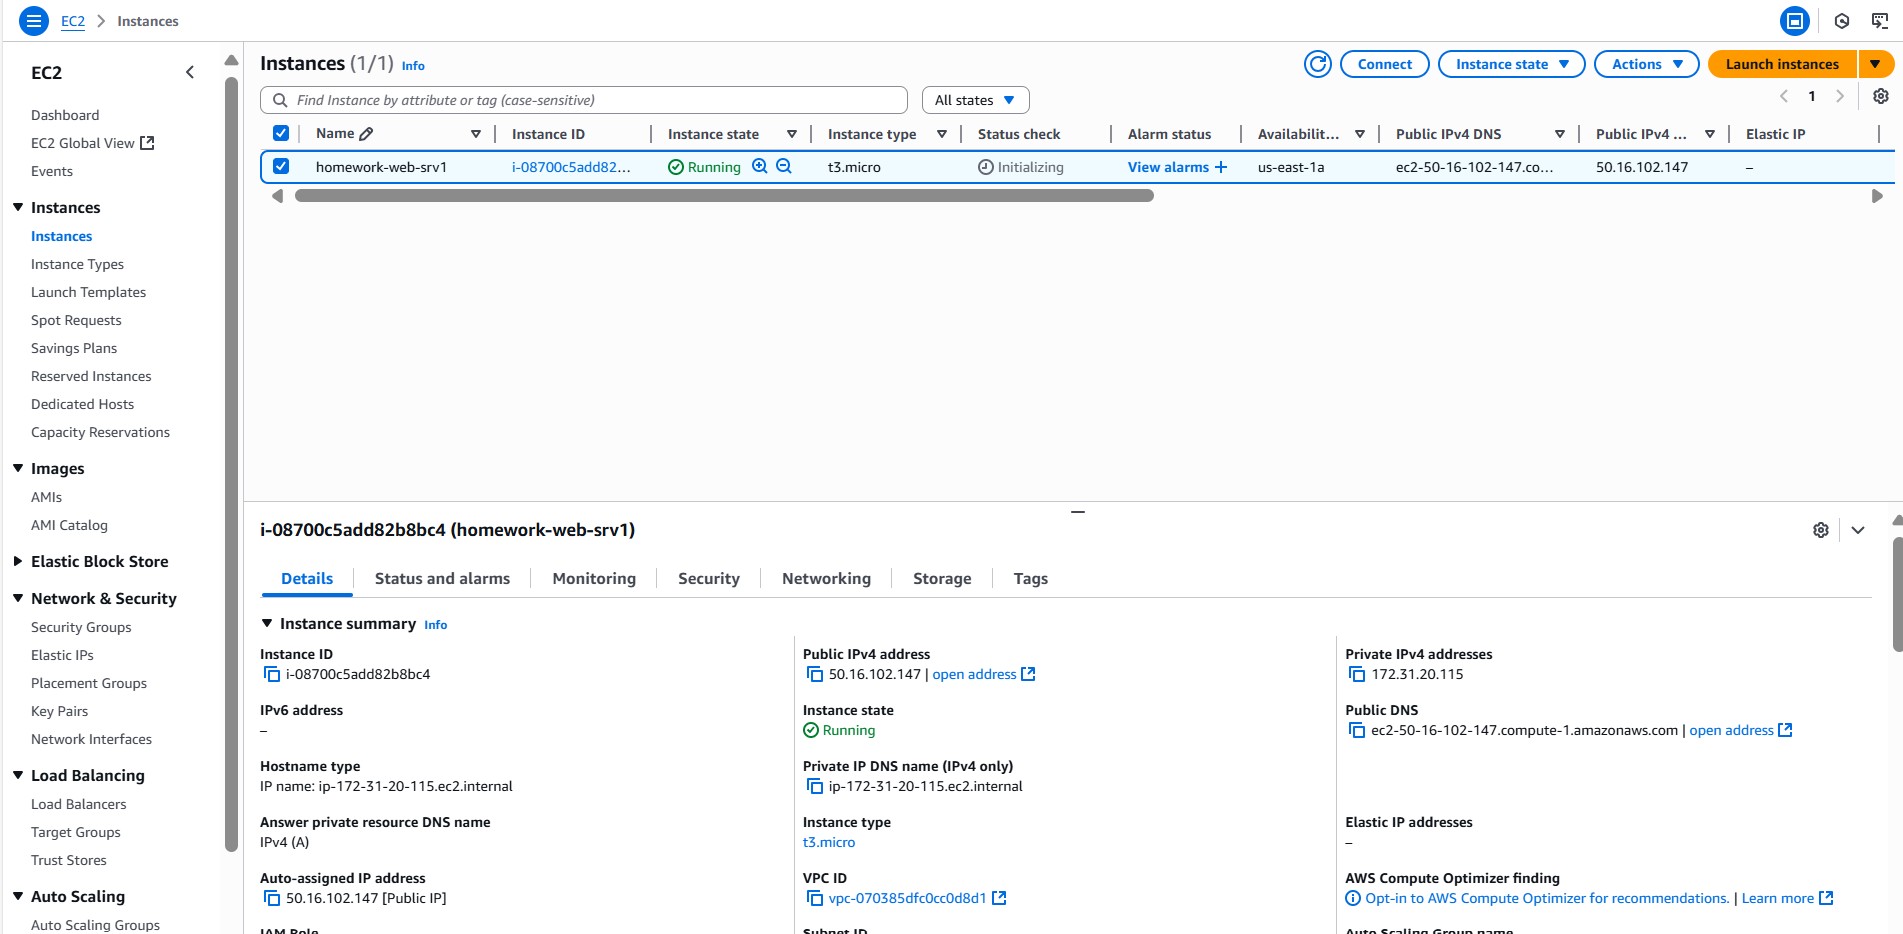 EC2 > Instances
EC2
Dashboard
EC2 Global View
Events
Instances
Instances
Instance Types
Launch Templates
Spot Requests
Savings Plans
Reserved Instances
Dedicated Hosts
Capacity Reservations
Images
AMIs
AMI Catalog
Elastic Block Store
Network & Security
Security Groups
Elastic IPs
Placement Groups
Key Pairs
Network Interfaces
Load Balancing
Load Balancers
Target Groups
Trust Stores
Auto Scaling
Auto Scaling Groups
Instances (1/1) Info
Connect Instance state Actions Launch instances
Find Instance by attribute or tag (case-sensitive) All states 1
Name Instance ID Instance state Instance type Status check Alarm status Availabilit... Public IPv4 DNS Public IPv4 ... Elastic IP
homework-web-srv1 i-08700c5add82... Running t3.micro Initializing View alarms + us-east-1a ec2-50-16-102-147.co... 50.16.102.147 –
i-08700c5add82b8bc4 (homework-web-srv1)
Details Status and alarms Monitoring Security Networking Storage Tags
Instance summary Info
Instance ID
i-08700c5add82b8bc4
IPv6 address
–
Hostname type
IP name: ip-172-31-20-115.ec2.internal
Answer private resource DNS name
IPv4 (A)
Auto-assigned IP address
50.16.102.147 [Public IP]
IAM Role
Public IPv4 address
50.16.102.147 | open address
Instance state
Running
Private IP DNS name (IPv4 only)
ip-172-31-20-115.ec2.internal
Instance type
t3.micro
VPC ID
vpc-070385dfc0cc0d8d1
Subnet ID
Private IPv4 addresses
172.31.20.115
Public DNS
ec2-50-16-102-147.compute-1.amazonaws.com | open address
Elastic IP addresses
–
AWS Compute Optimizer finding
Opt-in to AWS Compute Optimizer for recommendations. | Learn more
Auto Scaling Group name